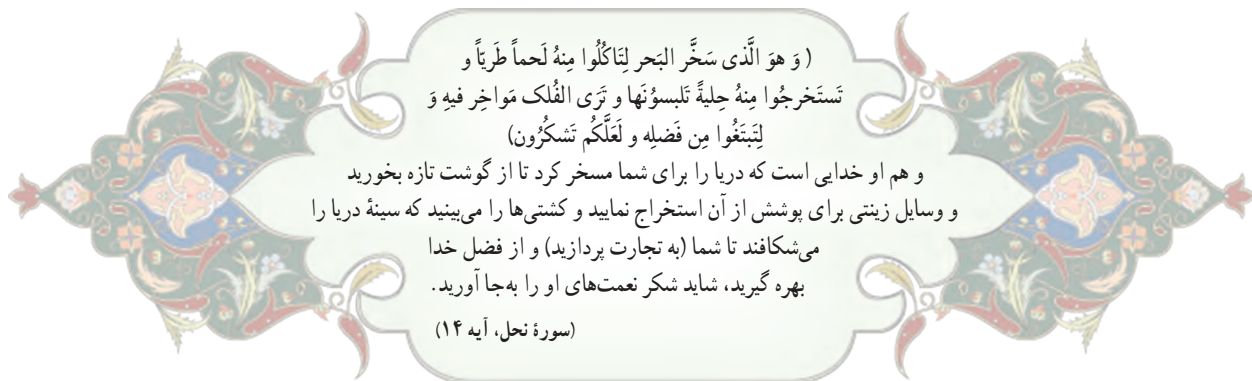 ( وَ هوَ الَّذی سَخَّر البَحر لِتَاکُلُوا مِنهُ لَحماً طَریّاً و
تَستَخرجُوا مِنهُ حِلیةً تَلبسوُنَها و تَرَی الفُلک مَواخِر فیهِ وَ
لِتَبتَغُوا مِن فَضلِه و لَعَلَّکُم تَشکُرُون)
و هم او خدایی است که دریا را برای شما مسخر کرد تا از گوشت تازه بخورید
و وسایل زینتی برای پوشش از آن استخراج نمایید و کشتی‌ها را می‌بینید که سینهٔ دریا را
می‌شکافند تا شما (به تجارت پردازید) و از فضل خدا
بهره گیرید، شاید شکر نعمت‌های او را به‌جا آورید.
(سورهٔ نحل، آیه ۱۴)